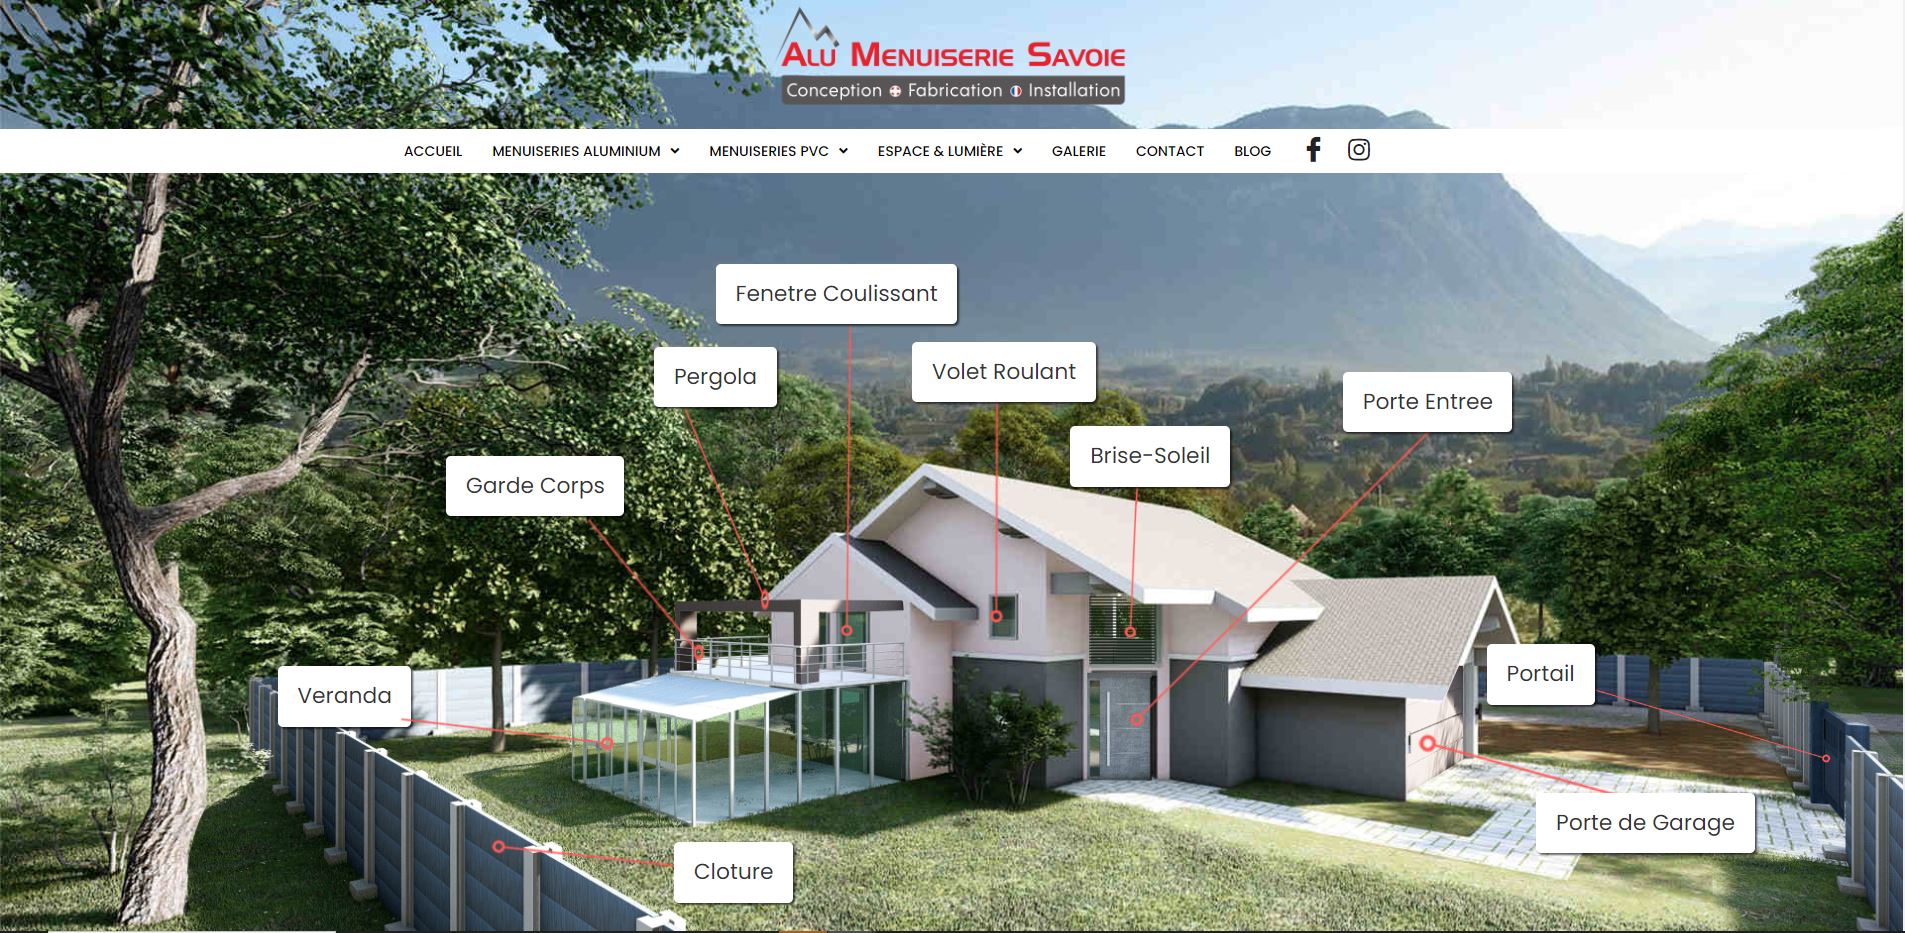 ALU MENUISERIE SAVOIE
Conception Fabrication Installation
ACCUEIL MENUISERIES ALUMINIUM MENUISERIES PVC ESPACE & LUMIÈRE GALERIE CONTACT BLOG
Fenetre Coulissant
Pergola
Volet Roulant
Porte Entree
Brise-Soleil
Garde Corps
Veranda
Portail
Porte de Garage
Cloture